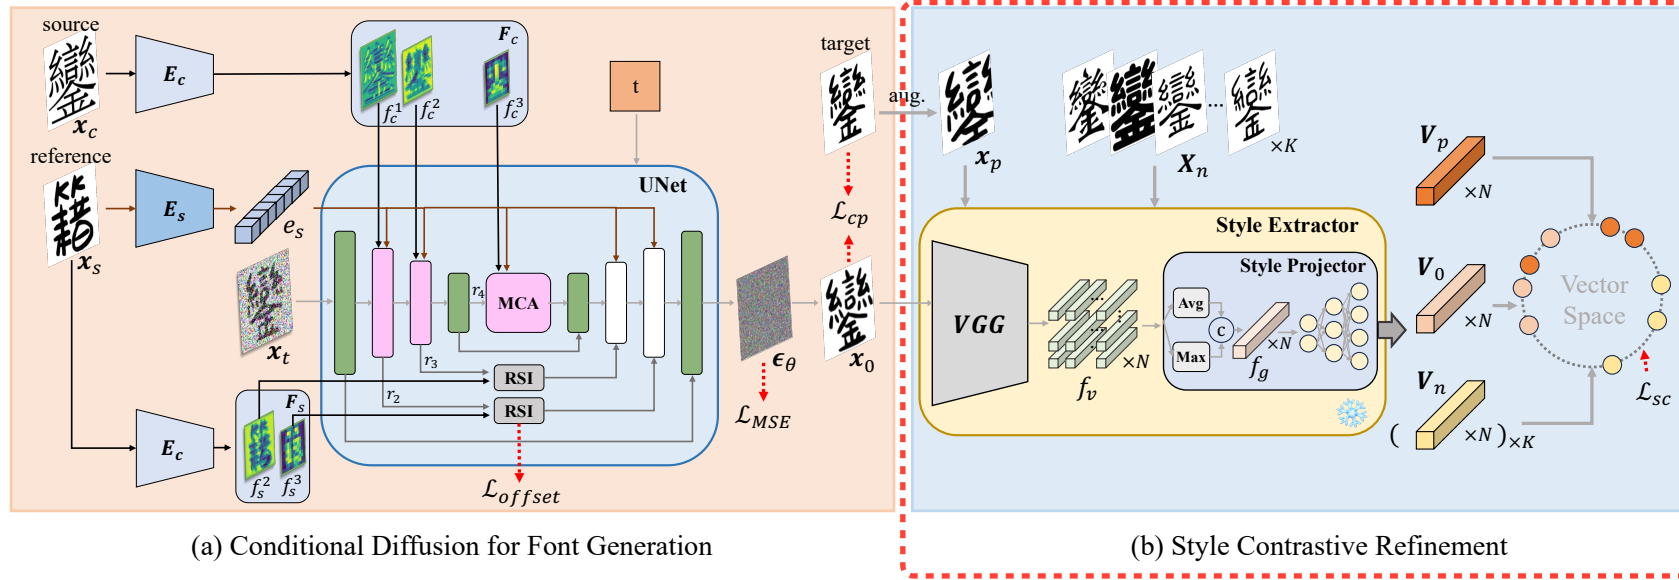 source
鑾
x_c
E_c
F_c
f_c^1
f_c^2
f_c^3
t
reference
x_s
E_s
e_s
x_t
E_c
F_s
f_s^2
f_s^3
UNet
r_4
MCA
r_3
RSI
r_2
RSI
ℒ_offset
ϵ_θ
ℒ_MSE
target
ℒ_cp
x_0
(a) Conditional Diffusion for Font Generation
aug.
x_p
...
×K
X_n
Style Extractor
VGG
...
f_v
×N
Style Projector
Avg
Max
C
f_g
×N
V_p
×N
V_0
×N
V_n
( ×N )×K
Vector
Space
ℒ_sc
(b) Style Contrastive Refinement